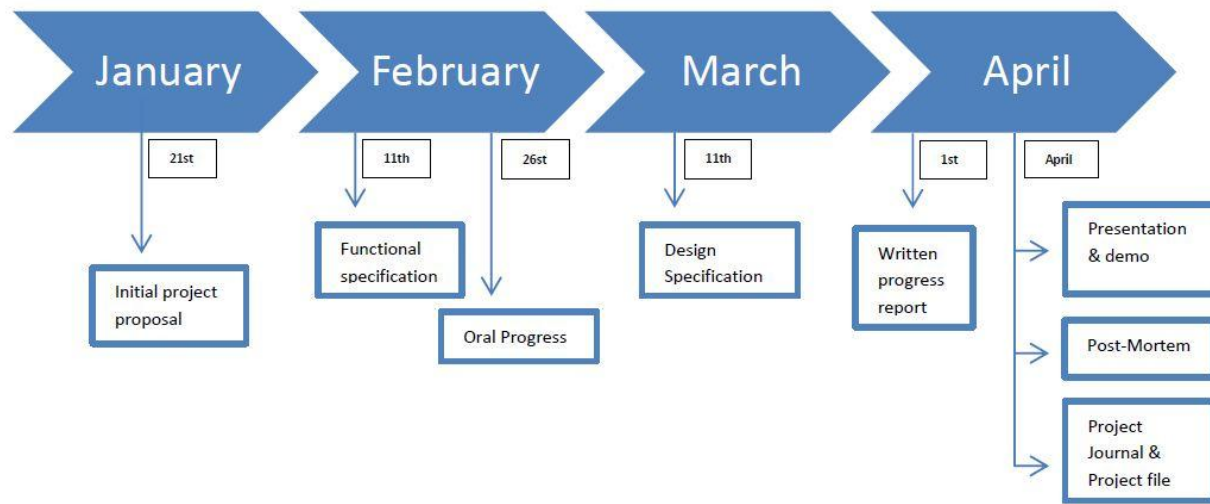 January
February
March
April
21st
11th
26st
11th
1st
April
Initial project
proposal
Functional
specification
Oral Progress
Design
Specification
Written
progress
report
Presentation
& demo
Post-Mortem
Project
Journal &
Project file